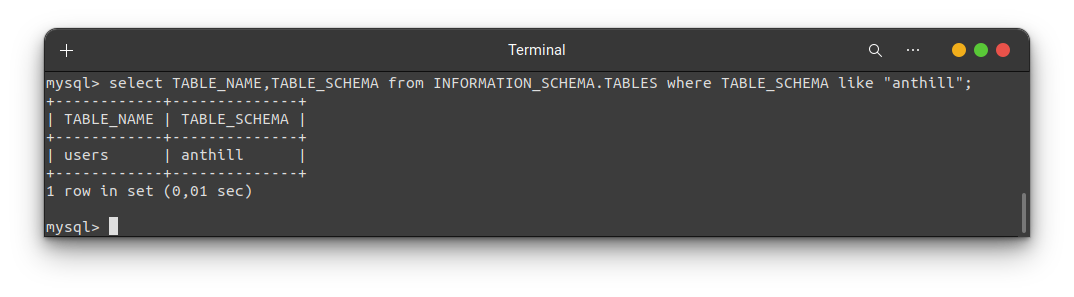 Terminal
mysql> select TABLE_NAME,TABLE_SCHEMA from INFORMATION_SCHEMA.TABLES where TABLE_SCHEMA like "anthill";
+------------+--------------+
| TABLE_NAME | TABLE_SCHEMA |
+------------+--------------+
| users      | anthill      |
+------------+--------------+
1 row in set (0,01 sec)
mysql>